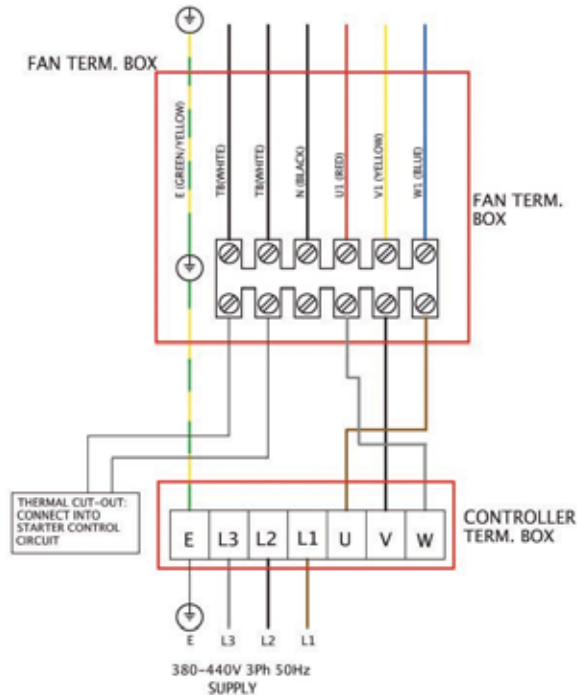 FAN TERM. BOX
E (GREEN/YELLOW)
TB(WHITE)
TB(WHITE)
N (BLACK)
U1 (RED)
V1 (YELLOW)
W1 (BLUE)
FAN TERM.
BOX
THERMAL CUT-OUT:
CONNECT INTO
STARTER CONTROL
CIRCUIT
E L3 L2 L1 U V W
CONTROLLER
TERM. BOX
E L3 L2 L1
380-440V 3Ph 50Hz
SUPPLY